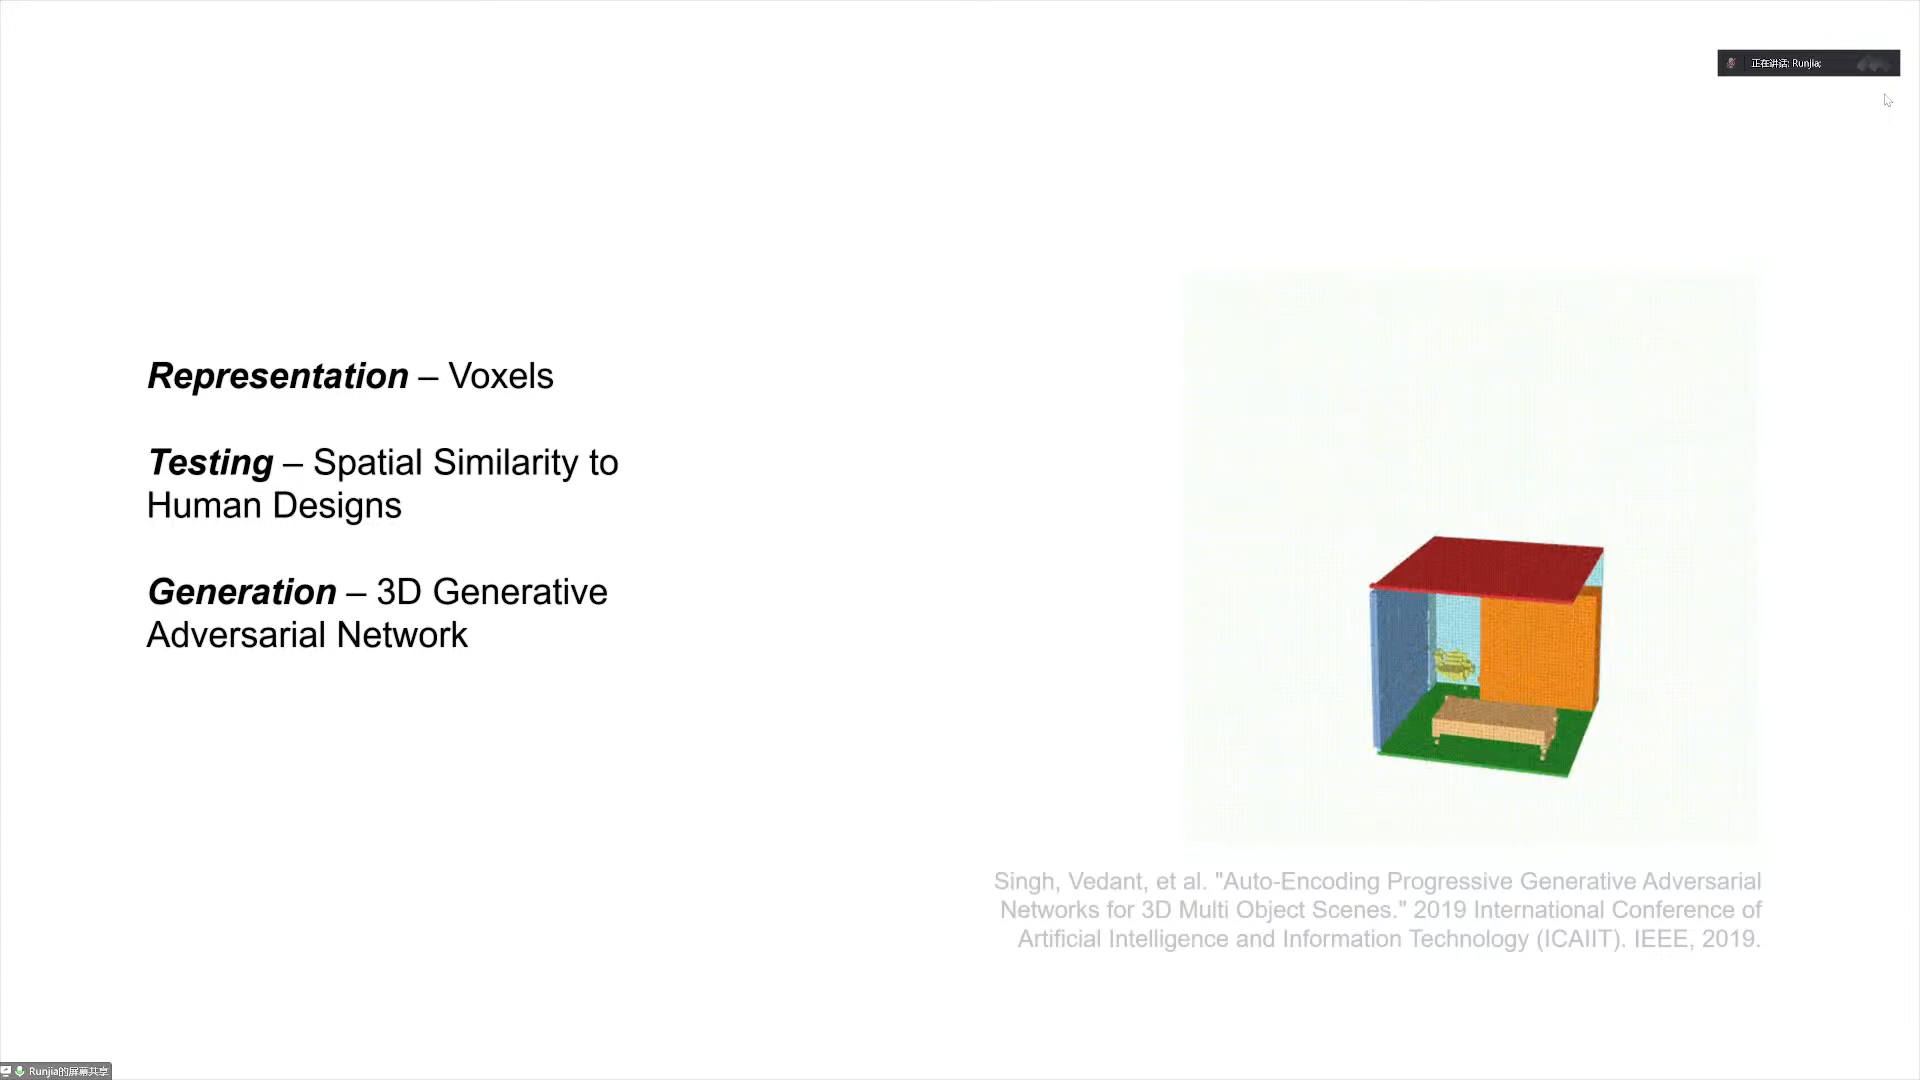 正在讲话: Runjia;
Representation – Voxels
Testing – Spatial Similarity to
Human Designs
Generation – 3D Generative
Adversarial Network
Singh, Vedant, et al. "Auto-Encoding Progressive Generative Adversarial
Networks for 3D Multi Object Scenes." 2019 International Conference of
Artificial Intelligence and Information Technology (ICAIIT). IEEE, 2019.
Runjia的屏幕共享